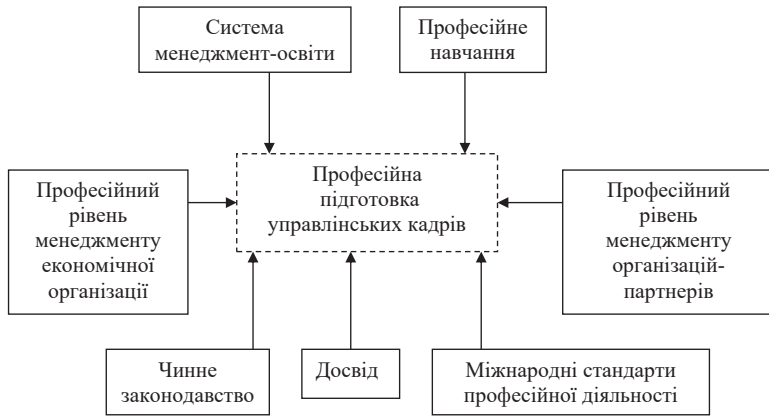 Система
менеджмент-освіти
Професійне
навчання
Професійна
підготовка
управлінських кадрів
Професійний
рівень
менеджменту
економічної
організації
Професійний
рівень
менеджменту
організацій-
партнерів
Чинне
законодавство
Досвід
Міжнародні стандарти
професійної діяльності